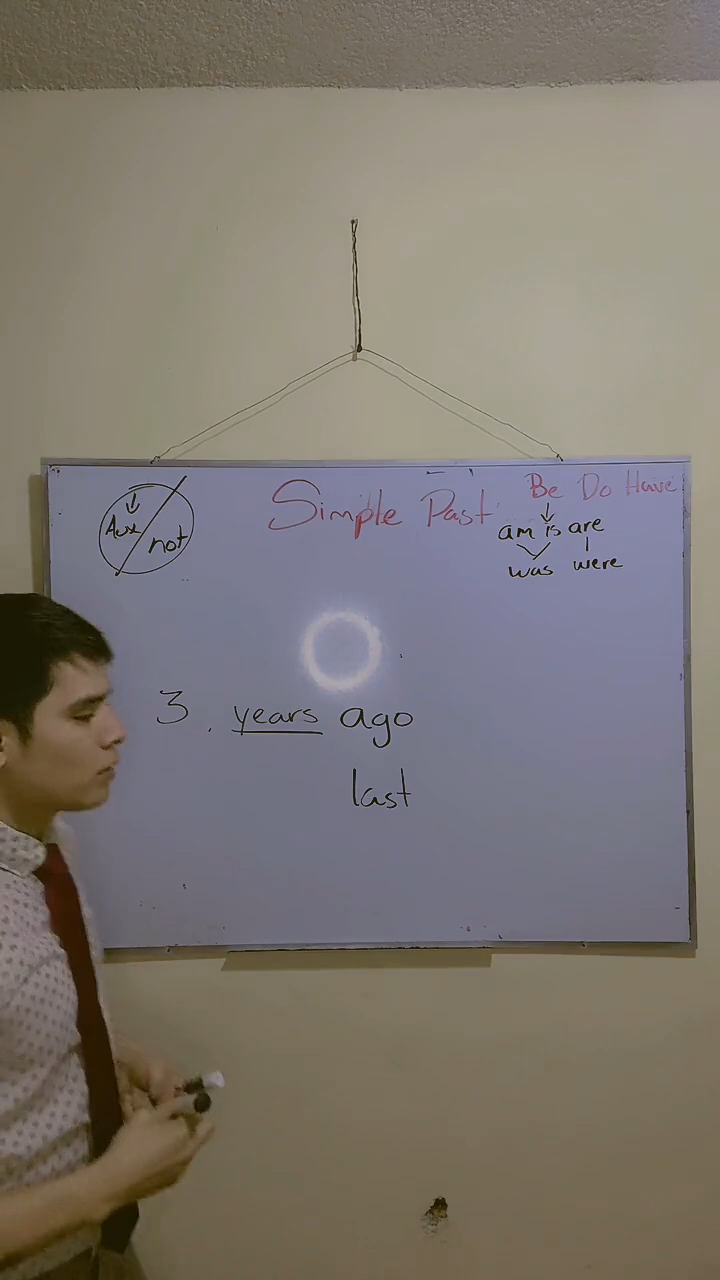 Aux not
Simple Past
Be Do Have
am is are
was were
3 years ago
last